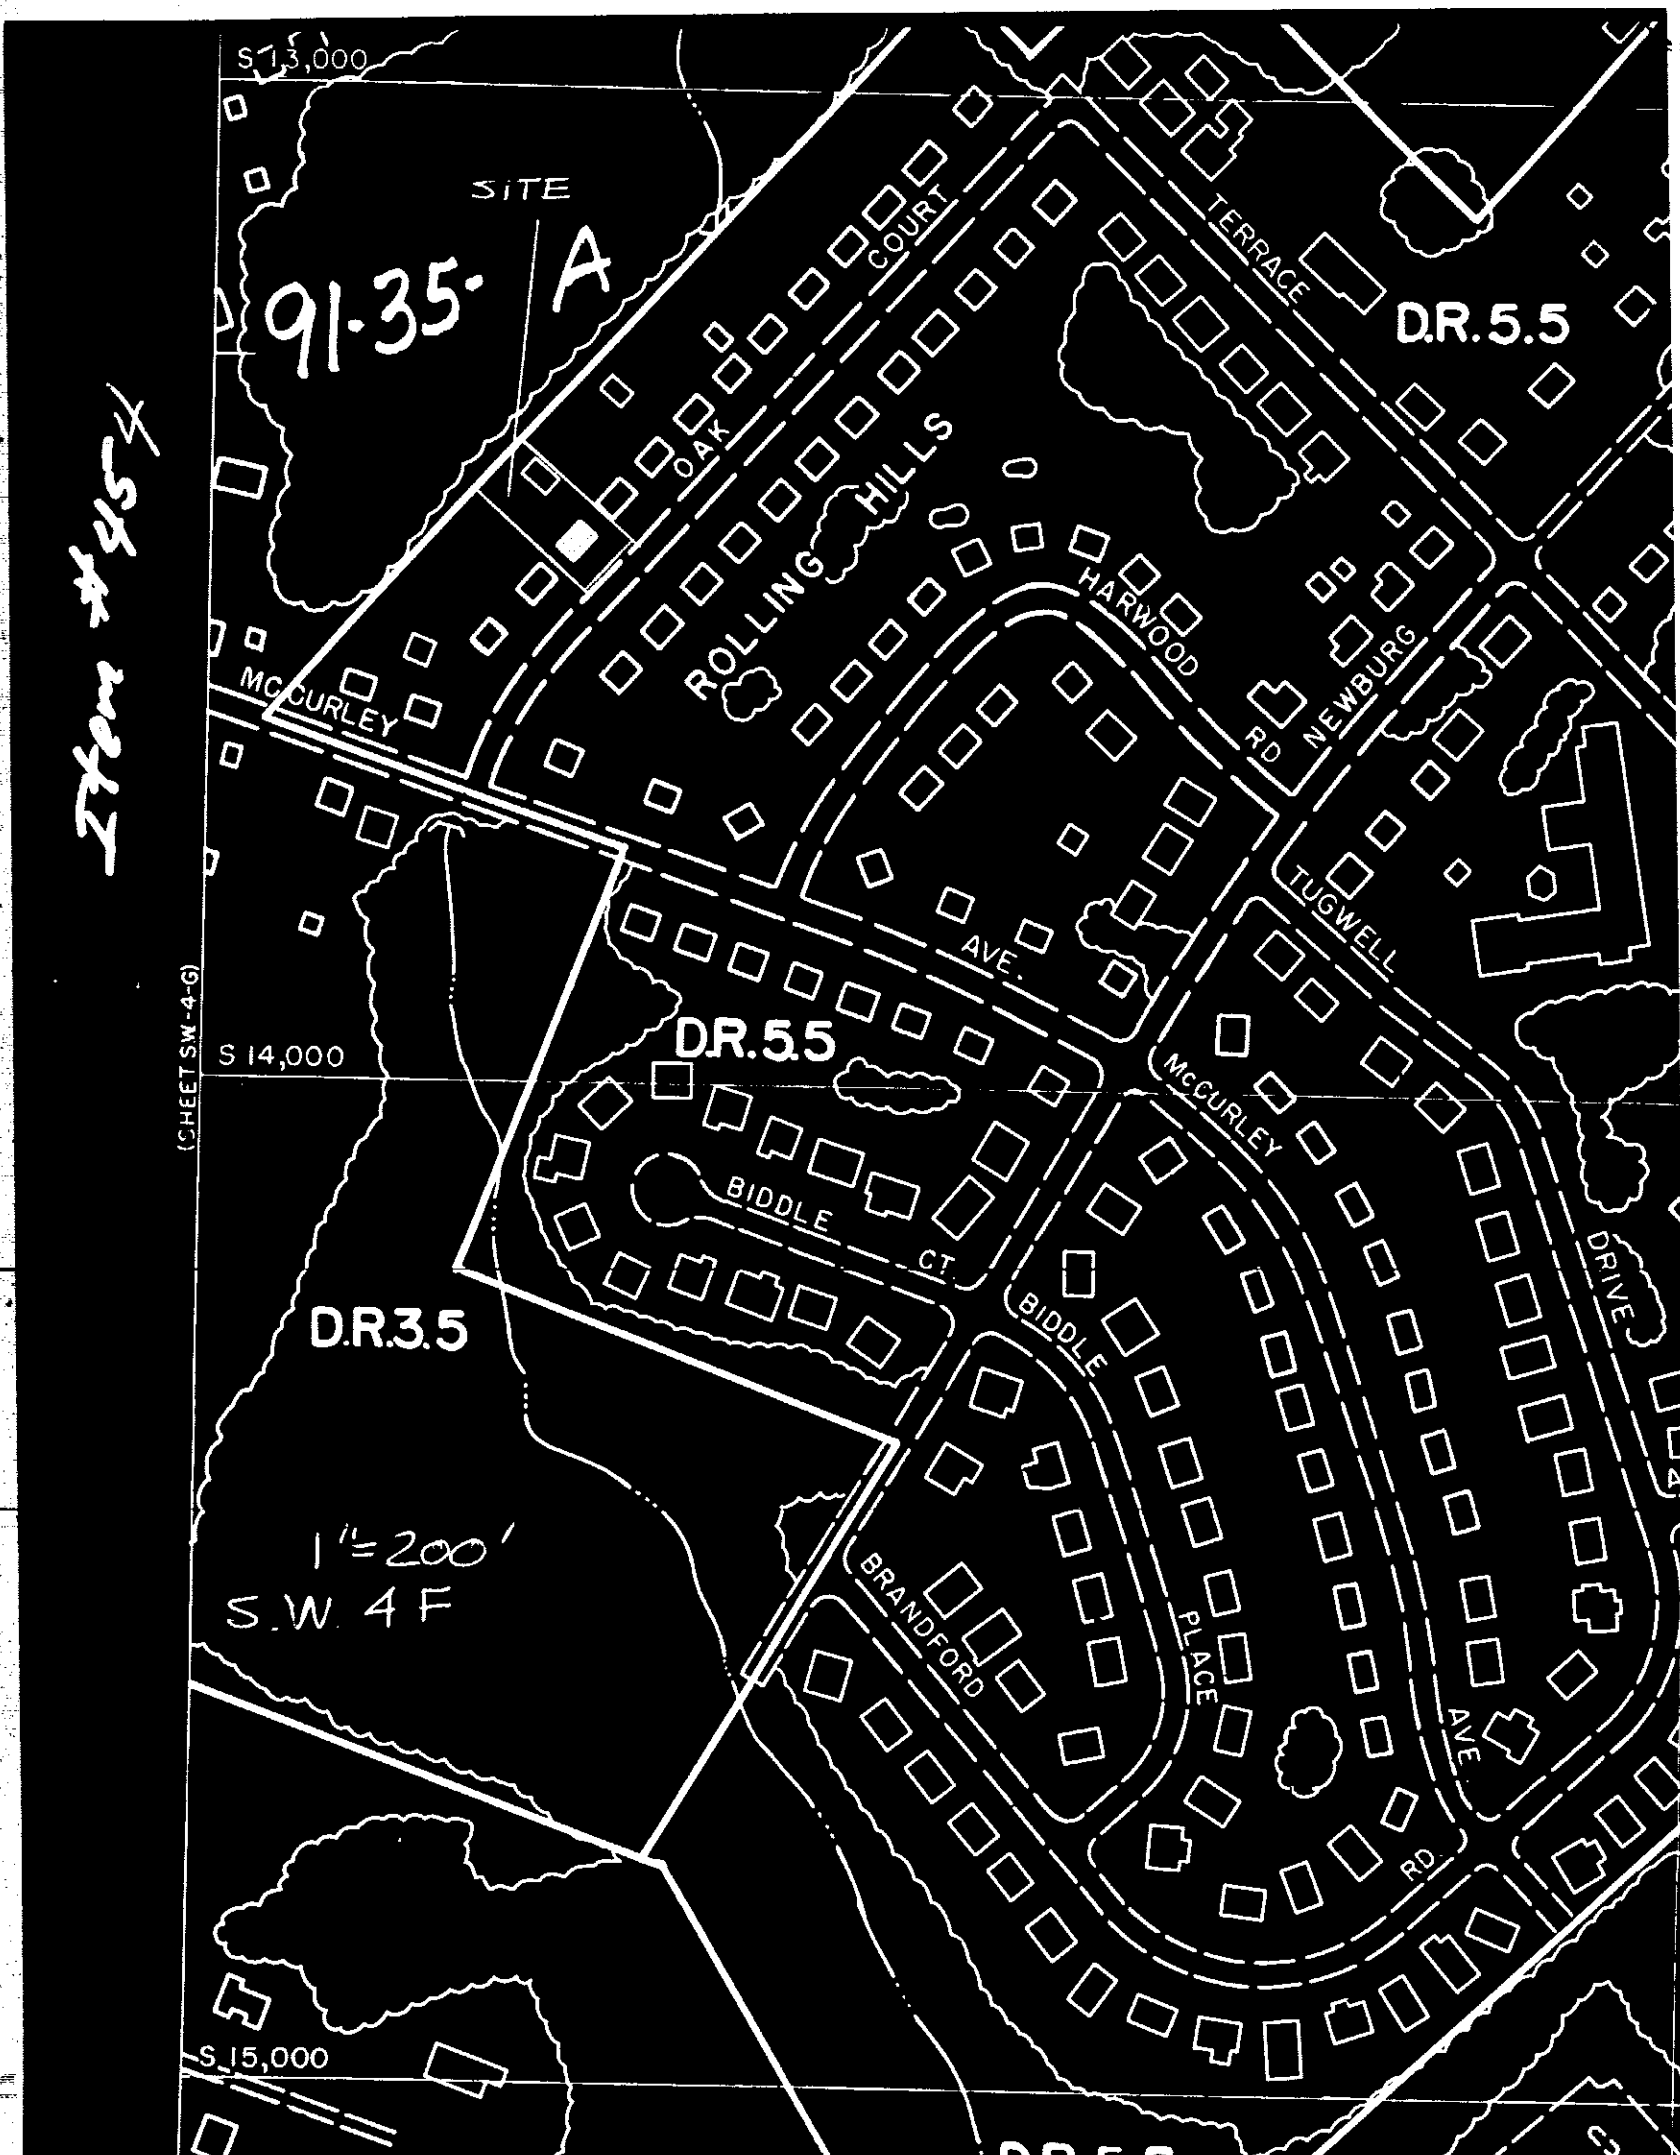 S 13,000
SITE
91-35-A
Item #454
COURT
TERRACE
D.R. 5.5
OAK
ROLLING HILLS
HARWOOD
RD
NEWBURG
MCCURLEY
AVE.
TUGWELL
DRIVE
(SHEET S.W.-4-G)
S 14,000
D.R. 5.5
MCCURLEY
BIDDLE
CT.
BIDDLE
D.R. 3.5
1"=200'
S.W. 4 F
BRANDFORD
PLACE
AVE.
RD.
S 15,000